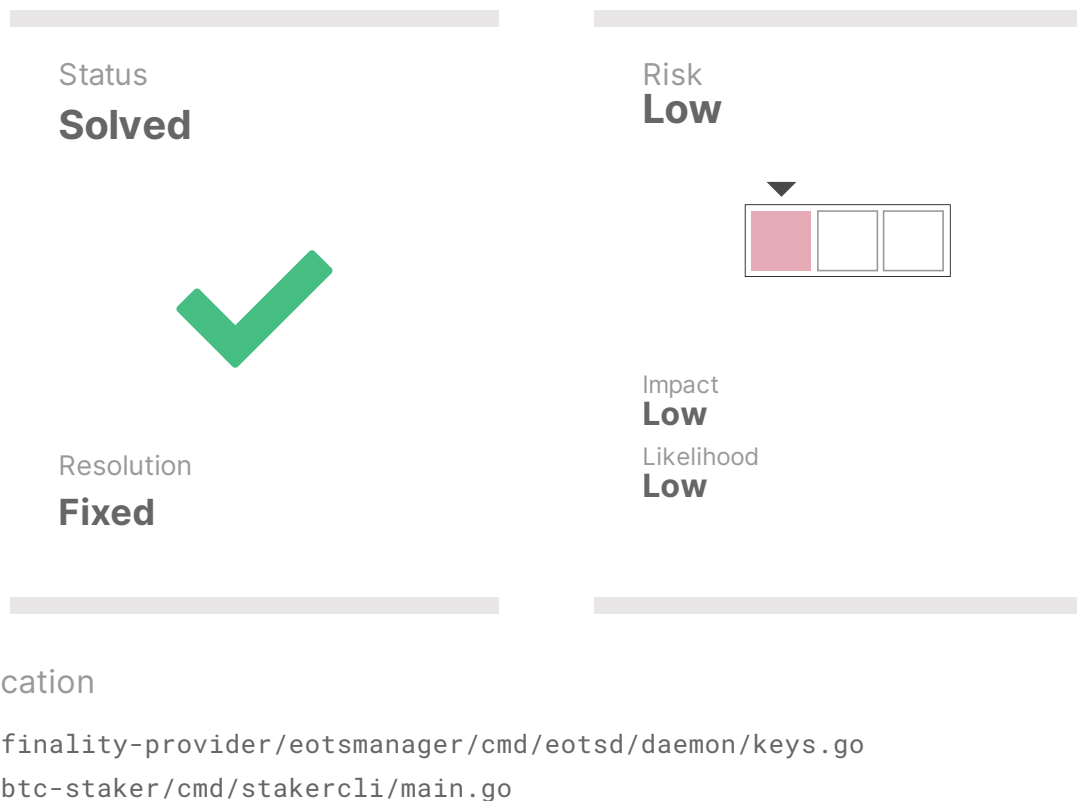 Status
Solved
Resolution
Fixed
Risk
Low
Impact
Low
Likelihood
Low
cation
finality-provider/eotsmanager/cmd/eotsd/daemon/keys.go
btc-staker/cmd/stakercli/main.go